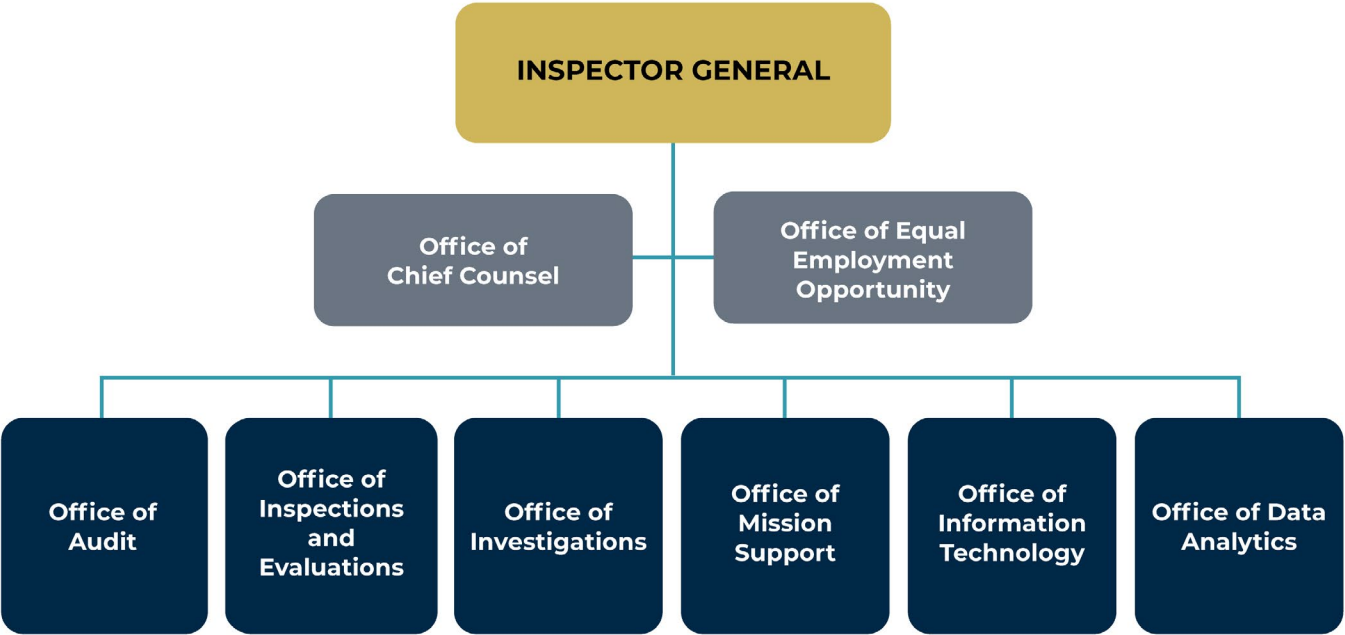 INSPECTOR GENERAL
Office of
Chief Counsel
Office of Equal
Employment
Opportunity
Office of
Audit
Office of
Inspections
and
Evaluations
Office of
Investigations
Office of
Mission
Support
Office of
Information
Technology
Office of Data
Analytics